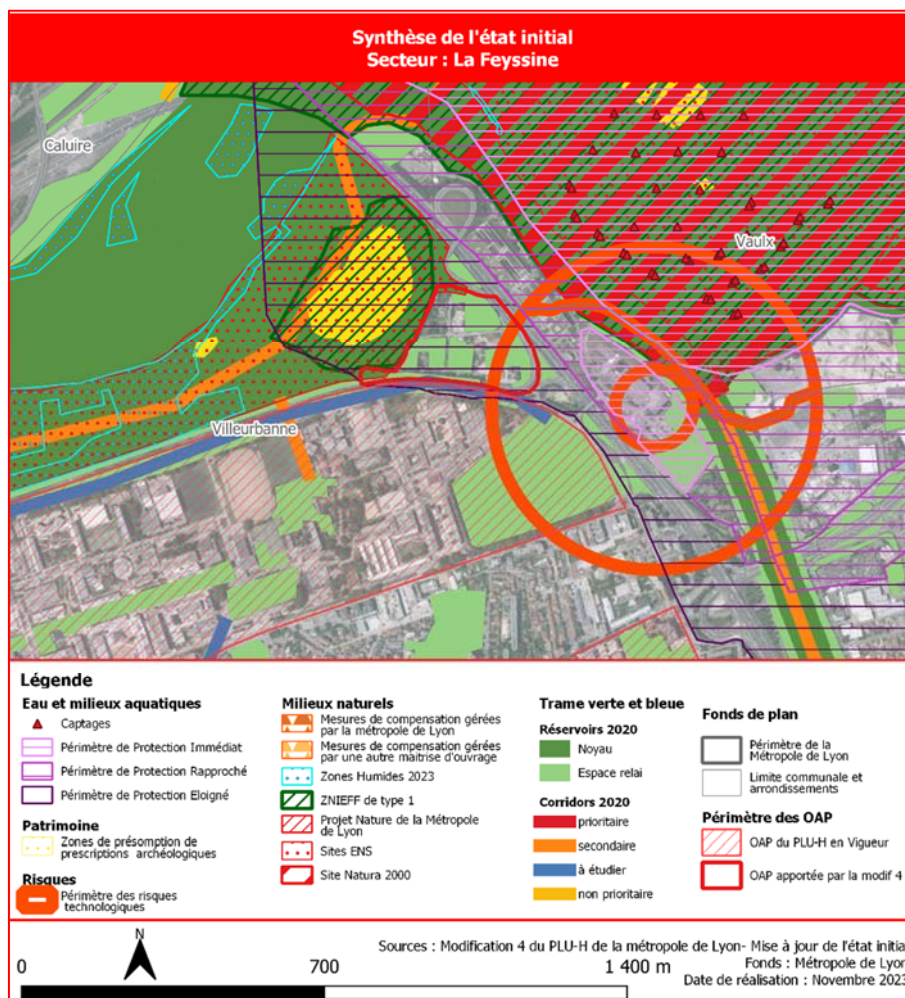 Synthèse de l'état initial
Secteur : La Feyssine
Caluire
Vaulx
Villeurbanne
Légende
Eau et milieux aquatiques
Captages
Périmètre de Protection Immédiat
Périmètre de Protection Rapproché
Périmètre de Protection Eloigné
Patrimoine
Zones de présomption de
prescriptions archéologiques
Risques
Périmètre des risques
technologiques
Milieux naturels
Mesures de compensation gérées
par la métropole de Lyon
Mesures de compensation gérées
par une autre maitrise d'ouvrage
Zones Humides 2023
ZNIEFF de type 1
Projet Nature de la Métropole
de Lyon
Sites ENS
Site Natura 2000
Trame verte et bleue
Réservoirs 2020
Noyau
Espace relai
Corridors 2020
prioritaire
secondaire
à étudier
non prioritaire
Fonds de plan
Périmètre de la
Métropole de Lyon
Limite communale et
arrondissements
Périmètre des OAP
OAP du PLU-H en Vigueur
OAP apportée par la modif 4
N
0 700 1 400 m
Sources : Modification 4 du PLU-H de la métropole de Lyon- Mise à jour de l'état initial
Fonds : Métropole de Lyon
Date de réalisation : Novembre 2023